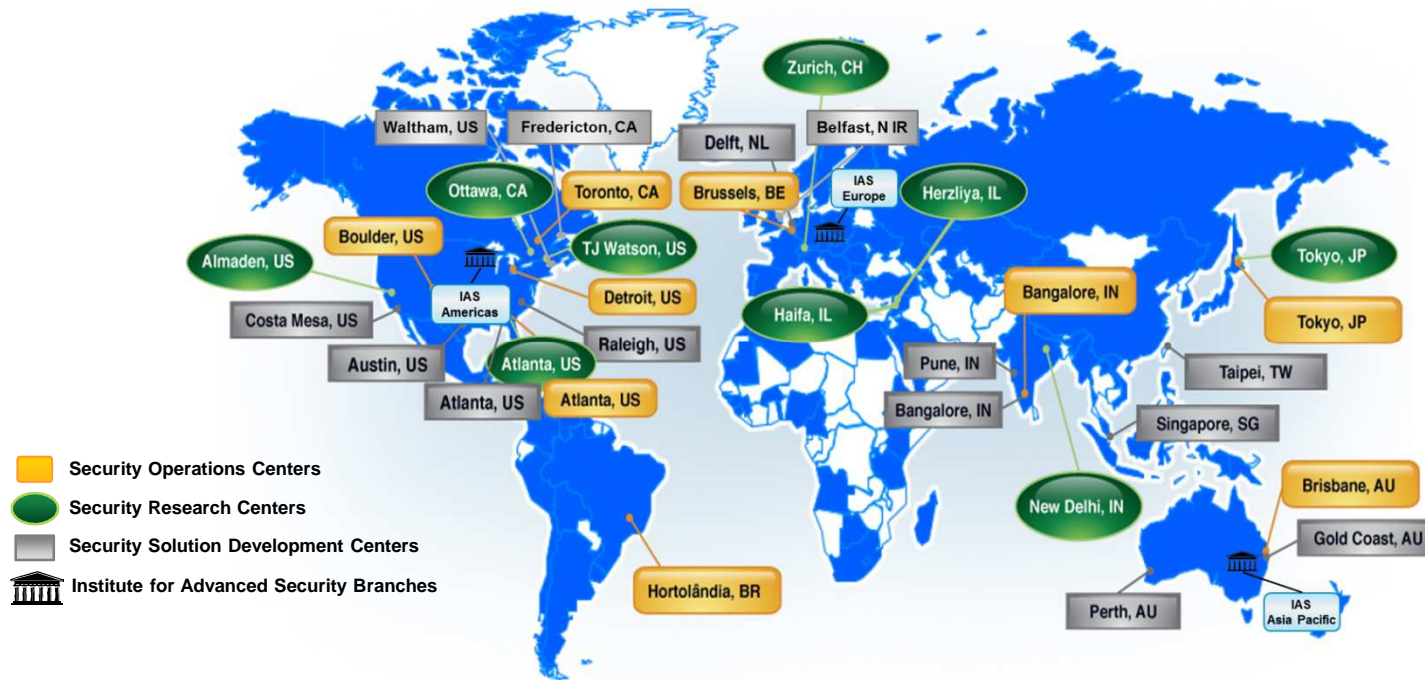 Zurich, CH
Waltham, US
Fredericton, CA
Delft, NL
Belfast, N IR
Ottawa, CA
Toronto, CA
Brussels, BE
IAS
Europe
Herzliya, IL
Boulder, US
TJ Watson, US
Almaden, US
Tokyo, JP
IAS
Americas
Detroit, US
Bangalore, IN
Haifa, IL
Costa Mesa, US
Tokyo, JP
Raleigh, US
Austin, US
Atlanta, US
Pune, IN
Taipei, TW
Atlanta, US
Atlanta, US
Bangalore, IN
Singapore, SG
Security Operations Centers
Security Research Centers
Security Solution Development Centers
Institute for Advanced Security Branches
Brisbane, AU
New Delhi, IN
Gold Coast, AU
Hortolândia, BR
Perth, AU
IAS
Asia Pacific